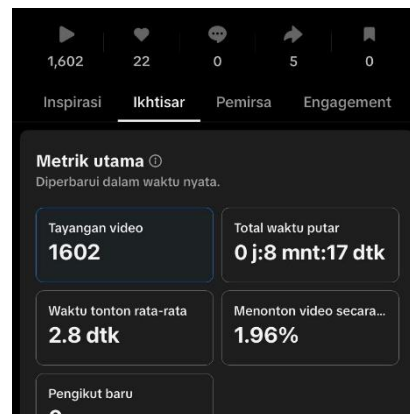 1,602 22 0 5 0
Inspirasi Ikhtisar Pemirsa Engagement
Metrik utama
Diperbarui dalam waktu nyata.
Tayangan video
1602
Total waktu putar
0 j:8 mnt:17 dtk
Waktu tonton rata-rata
2.8 dtk
Menonton video secara...
1.96%
Pengikut baru